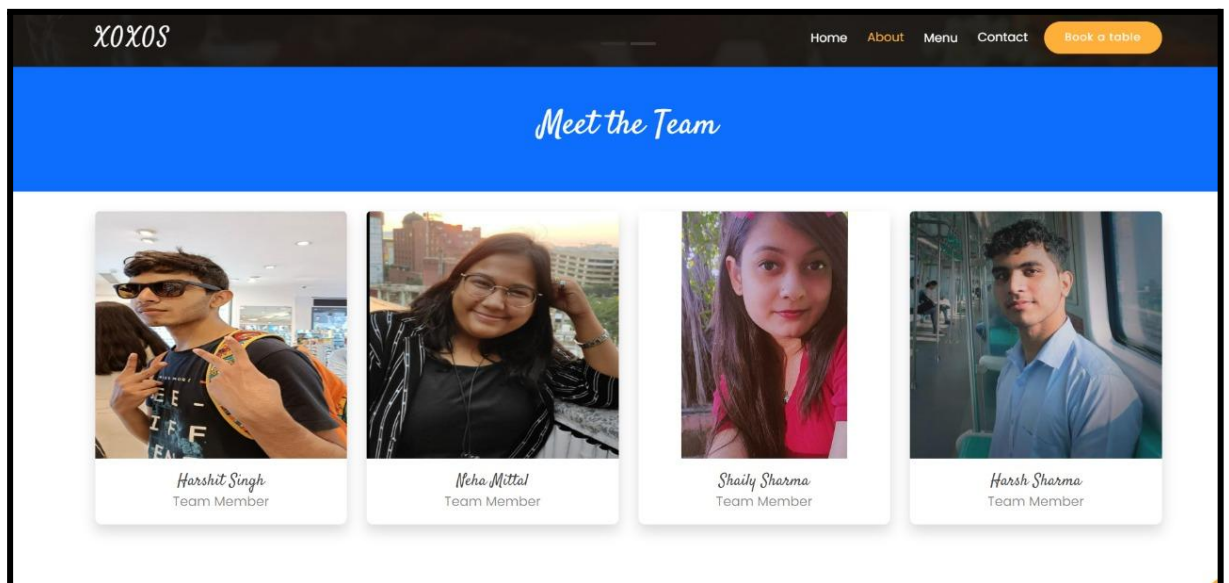 XOXOS
Home About Menu Contact Book a table
Meet the Team
Harshit Singh
Team Member
Neha Mittal
Team Member
Shaily Sharma
Team Member
Harsh Sharma
Team Member